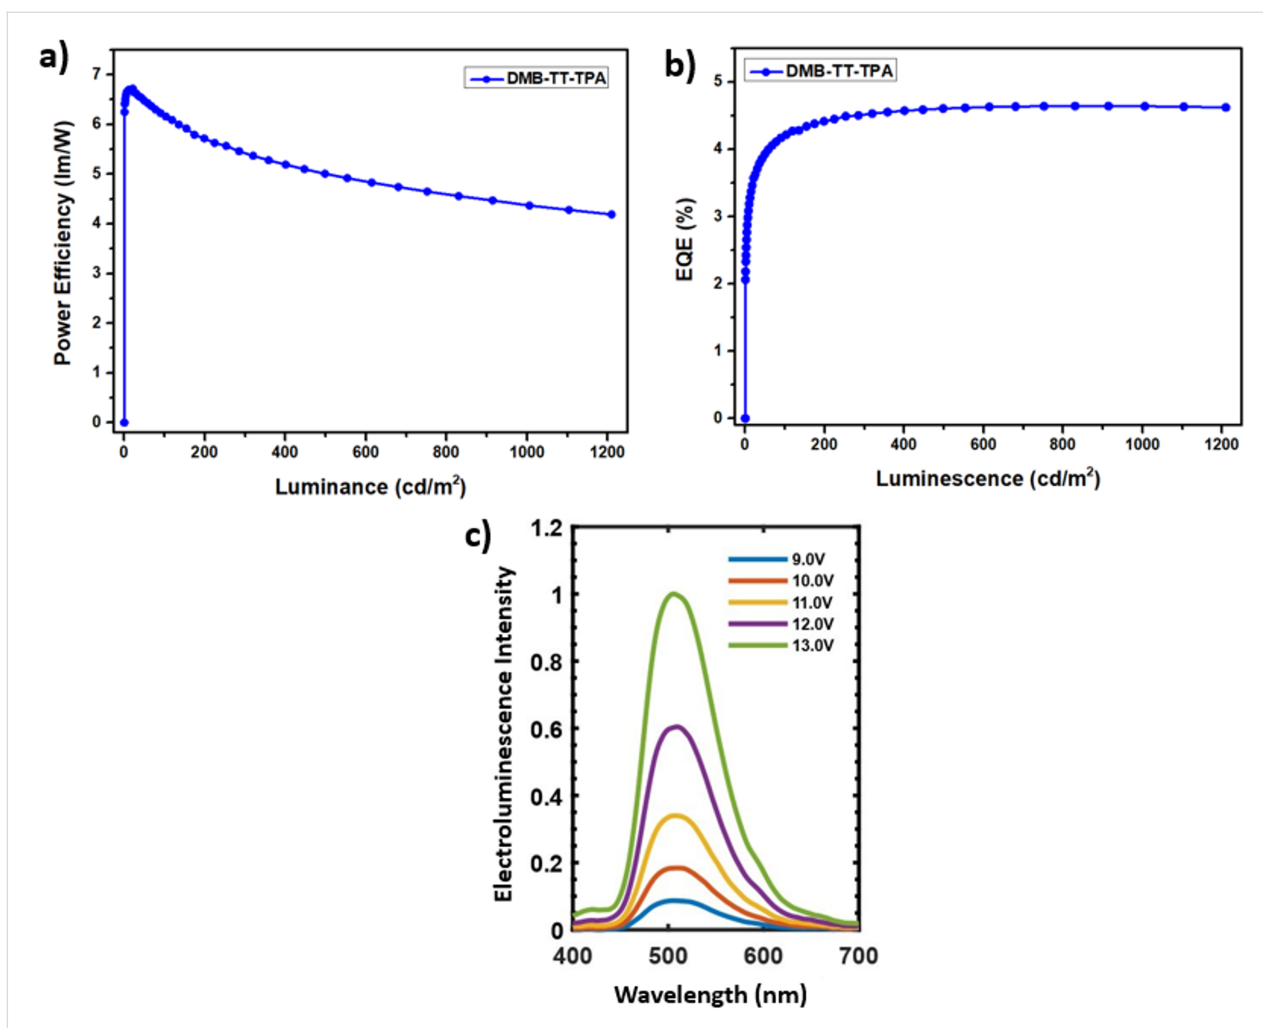 a)
DMB-TT-TPA
Power Efficiency (lm/W)
7
6
5
4
3
2
1
0
0 200 400 600 800 1000 1200
Luminance (cd/m²)
b)
DMB-TT-TPA
EQE (%)
5
4
3
2
1
0
0 200 400 600 800 1000 1200
Luminescence (cd/m²)
c)
Electroluminescence Intensity
1.2
1
0.8
0.6
0.4
0.2
0
9.0V
10.0V
11.0V
12.0V
13.0V
400 500 600 700
Wavelength (nm)